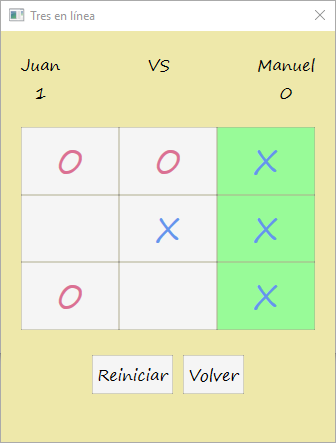 Tres en línea
Juan VS Manuel
1 0
O O X
X X
O X
Reiniciar Volver